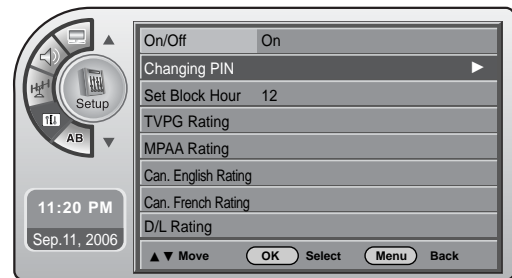 On/Off On
Changing PIN
Set Block Hour 12
TVPG Rating
MPAA Rating
Can. English Rating
Can. French Rating
D/L Rating
▲▼ Move OK Select Menu Back
Setup
AB
11:20 PM
Sep.11, 2006